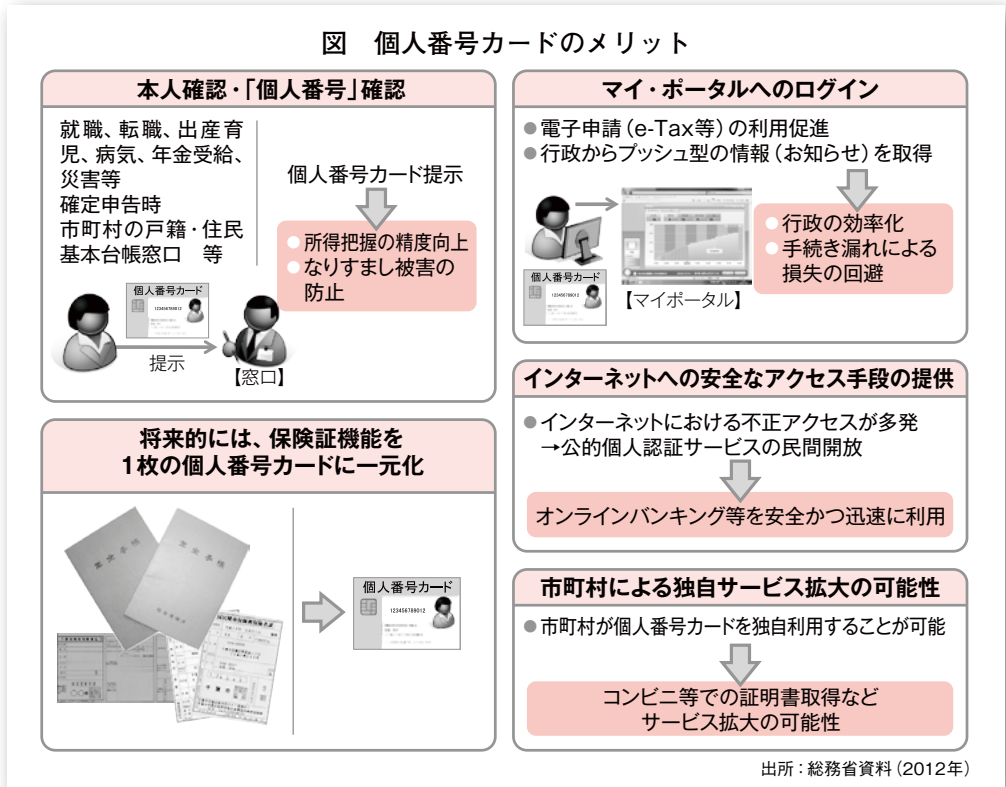 図 個人番号カードのメリット
本人確認・「個人番号」確認
就職、転職、出産育
児、病気、年金受給、
災害等
確定申告時
市町村の戸籍・住民
基本台帳窓口 等
個人番号カード提示
所得把握の精度向上
なりすまし被害の
防止
個人番号カード
123456789012
提示
【窓口】
将来的には、保険証機能を
1枚の個人番号カードに一元化
年金手帳
年金手帳
個人番号カード
123456789012
マイ・ポータルへのログイン
電子申請(e-Tax等)の利用促進
行政からプッシュ型の情報(お知らせ)を取得
個人番号カード
123456789012
【マイポータル】
行政の効率化
手続き漏れによる
損失の回避
インターネットへの安全なアクセス手段の提供
インターネットにおける不正アクセスが多発
→公的個人認証サービスの民間開放
オンラインバンキング等を安全かつ迅速に利用
市町村による独自サービス拡大の可能性
市町村が個人番号カードを独自利用することが可能
コンビニ等での証明書取得など
サービス拡大の可能性
出所:総務省資料(2012年)